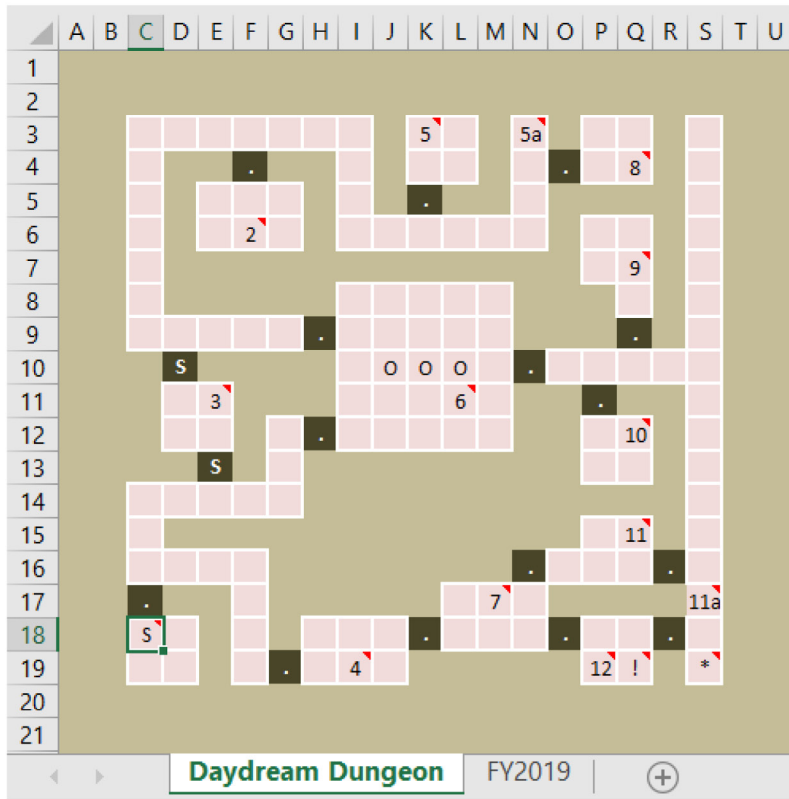 A B C D E F G H I J K L M N O P Q R S T U
1
2
3 5 5a
4 . . 8
5 .
6 2
7 9
8
9 . .
10 S O O O .
11 3 6 .
12 . 10
13 S
14
15 11
16 . .
17 . 7 11a
18 S . . .
19 . 4 12 ! *
20
21
Daydream Dungeon FY2019